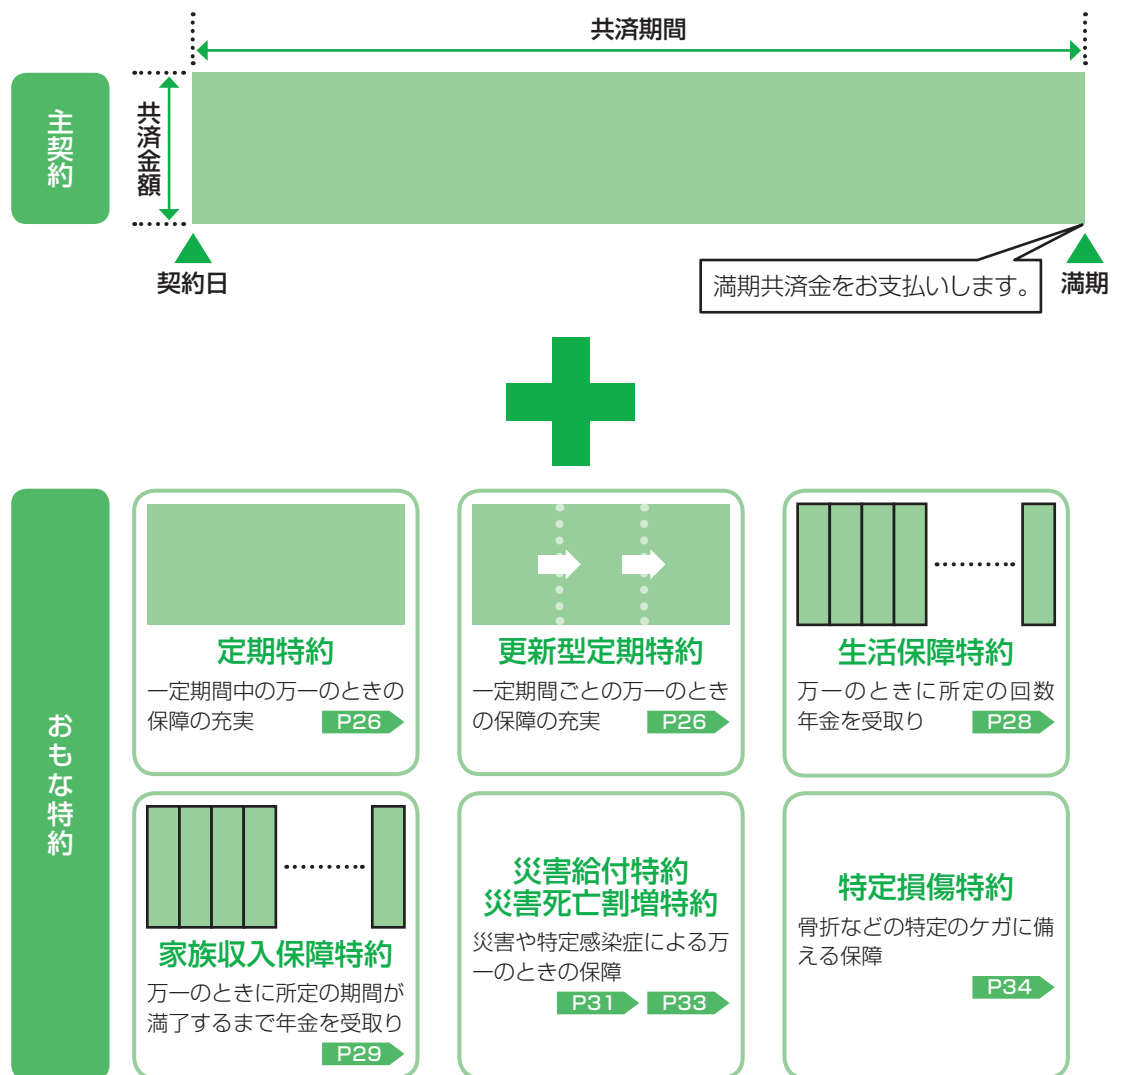 共済期間
主契約
共済金額
契約日
満期共済金をお支払いします。
満期
おもな特約
定期特約
一定期間中の万一のときの
保障の充実
P26
更新型定期特約
一定期間ごとの万一のとき
の保障の充実
P26
生活保障特約
万一のときに所定の回数
年金を受取り
P28
家族収入保障特約
万一のときに所定の期間が
満了するまで年金を受取り
P29
災害給付特約
災害死亡割増特約
災害や特定感染症による万
一のときの保障
P31
P33
特定損傷特約
骨折などの特定のケガに備
える保障
P34